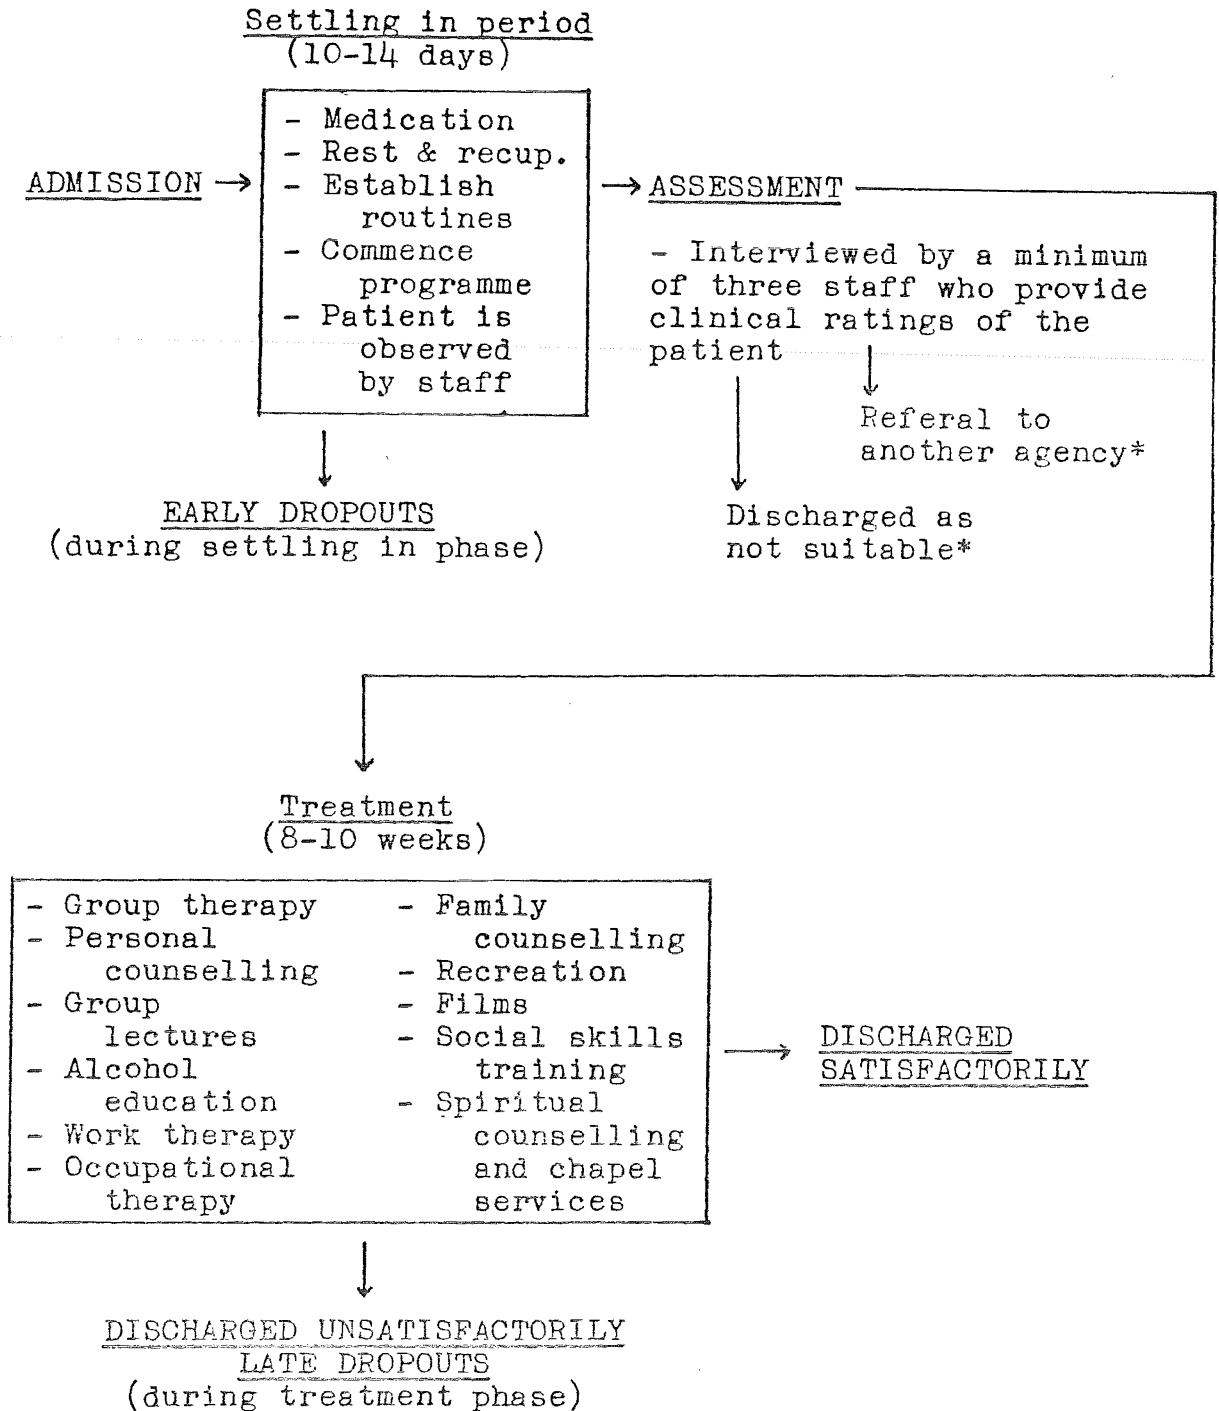 Settling in period
(10-14 days)
ADMISSION
- Medication
- Rest & recup.
- Establish
routines
- Commence
programme
- Patient is
observed
by staff
ASSESSMENT
- Interviewed by a minimum
of three staff who provide
clinical ratings of the
patient
Referal to
another agency*
Discharged as
not suitable*
EARLY DROPOUTS
(during settling in phase)
Treatment
(8-10 weeks)
- Group therapy
- Personal
counselling
- Group
lectures
- Alcohol
education
- Work therapy
- Occupational
therapy
- Family
counselling
- Recreation
- Films
- Social skills
training
- Spiritual
counselling
and chapel
services
DISCHARGED
SATISFACTORILY
DISCHARGED UNSATISFACTORILY
LATE DROPOUTS
(during treatment phase)